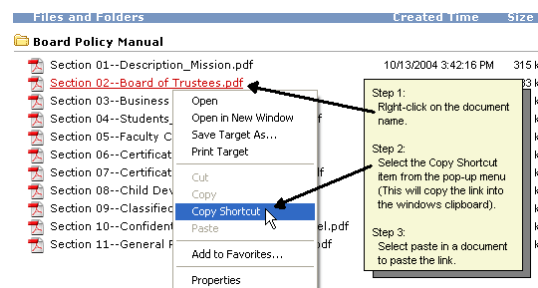 Files and Folders Created Time Size
Board Policy Manual
Section 01--Description_Mission.pdf 10/13/2004 3:42:16 PM 315 k
Section 02--Board of Trustees.pdf 33 k
Section 03--Business
Section 04--Students_ f
Section 05--Faculty C
Section 06--Certificat
Section 07--Certificat lf
Section 08--Child Dev
Section 09--Classified
Section 10--Confident el.pdf
Section 11--General F odf
Open
Open in New Window
Save Target As...
Print Target
Cut
Copy
Copy Shortcut
Paste
Add to Favorites...
Properties
Step 1:
Right-click on the document
name.
Step 2:
Select the Copy Shortcut
item from the pop-up menu
(This will copy the link into
the windows clipboard).
Step 3:
Select paste in a document
to paste the link.